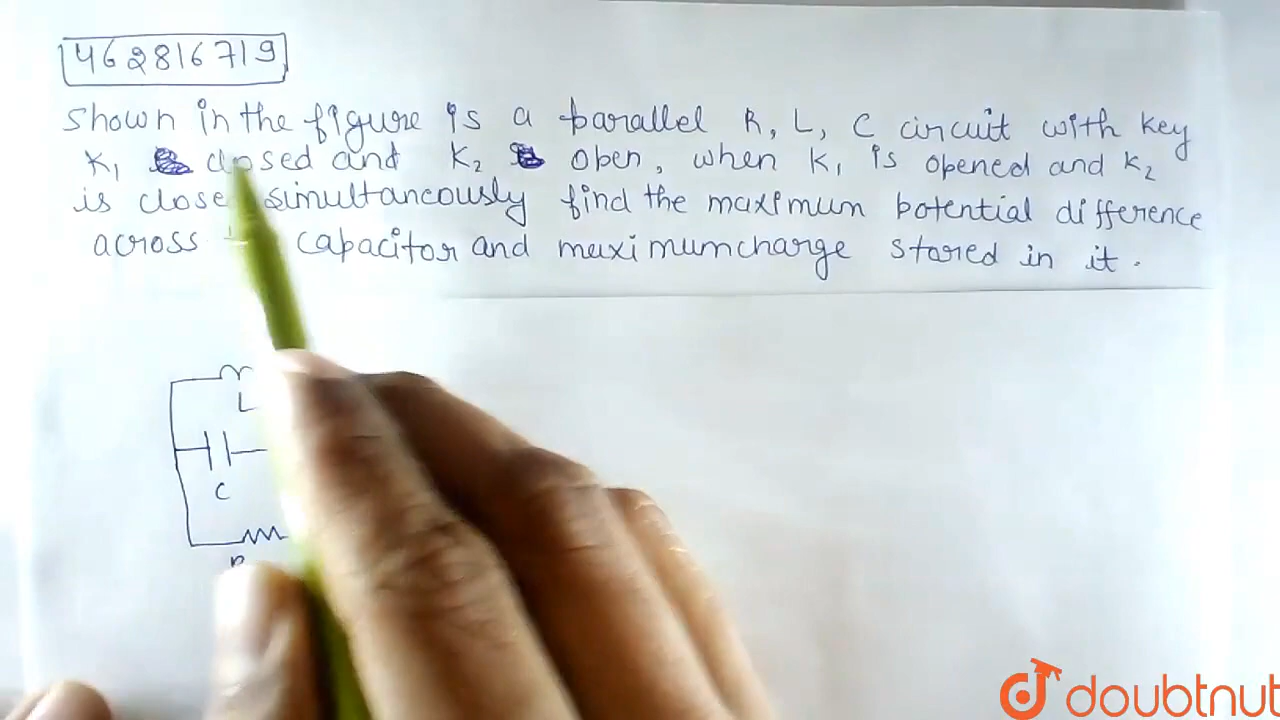 462816719
Shown in the figure is a parallel R, L, C circuit with key
K1 closed and K2 open, when K1 is opened and K2
is close simultaneously find the maximum potential difference
across capacitor and maximum charge stored in it.
L
C
R
doubtnut